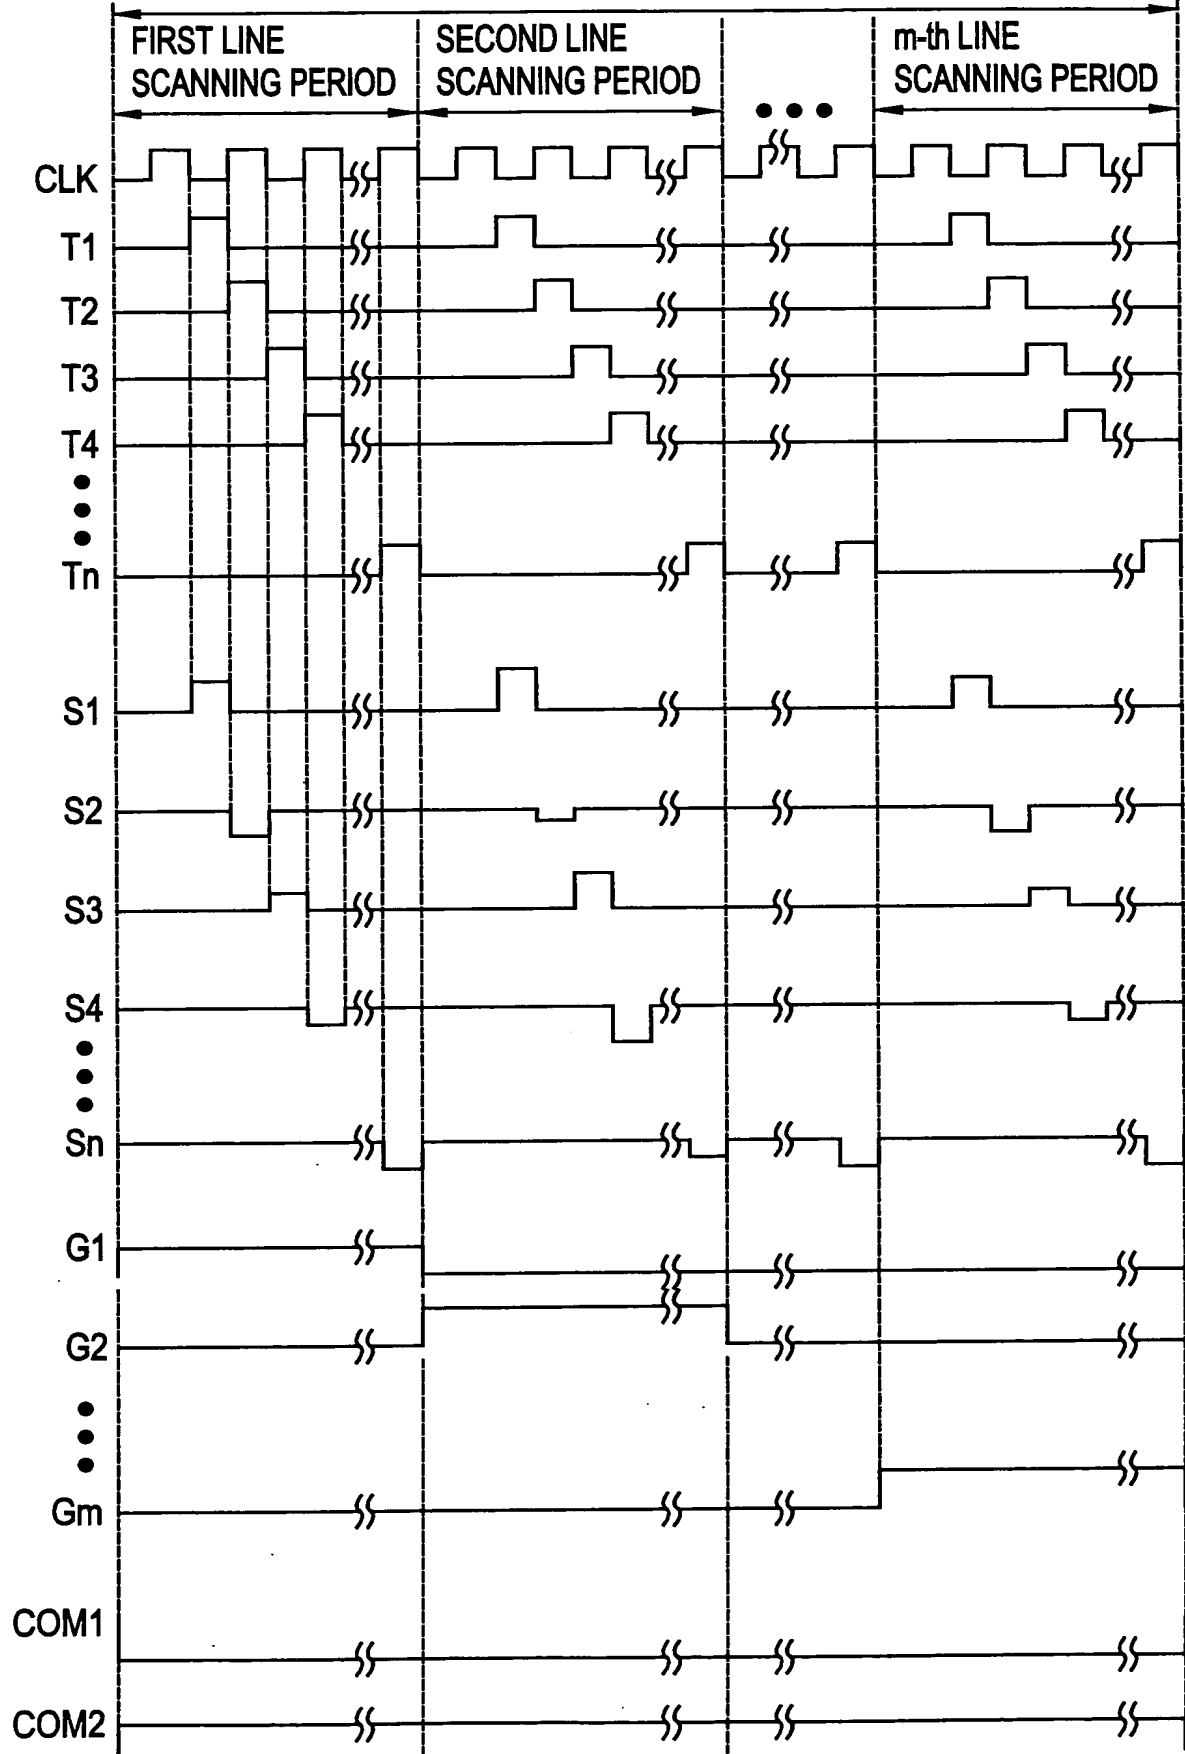 FIRST LINE
SCANNING PERIOD
SECOND LINE
SCANNING PERIOD
m-th LINE
SCANNING PERIOD
CLK
T1
T2
T3
T4
Tn
S1
S2
S3
S4
Sn
G1
G2
Gm
COM1
COM2